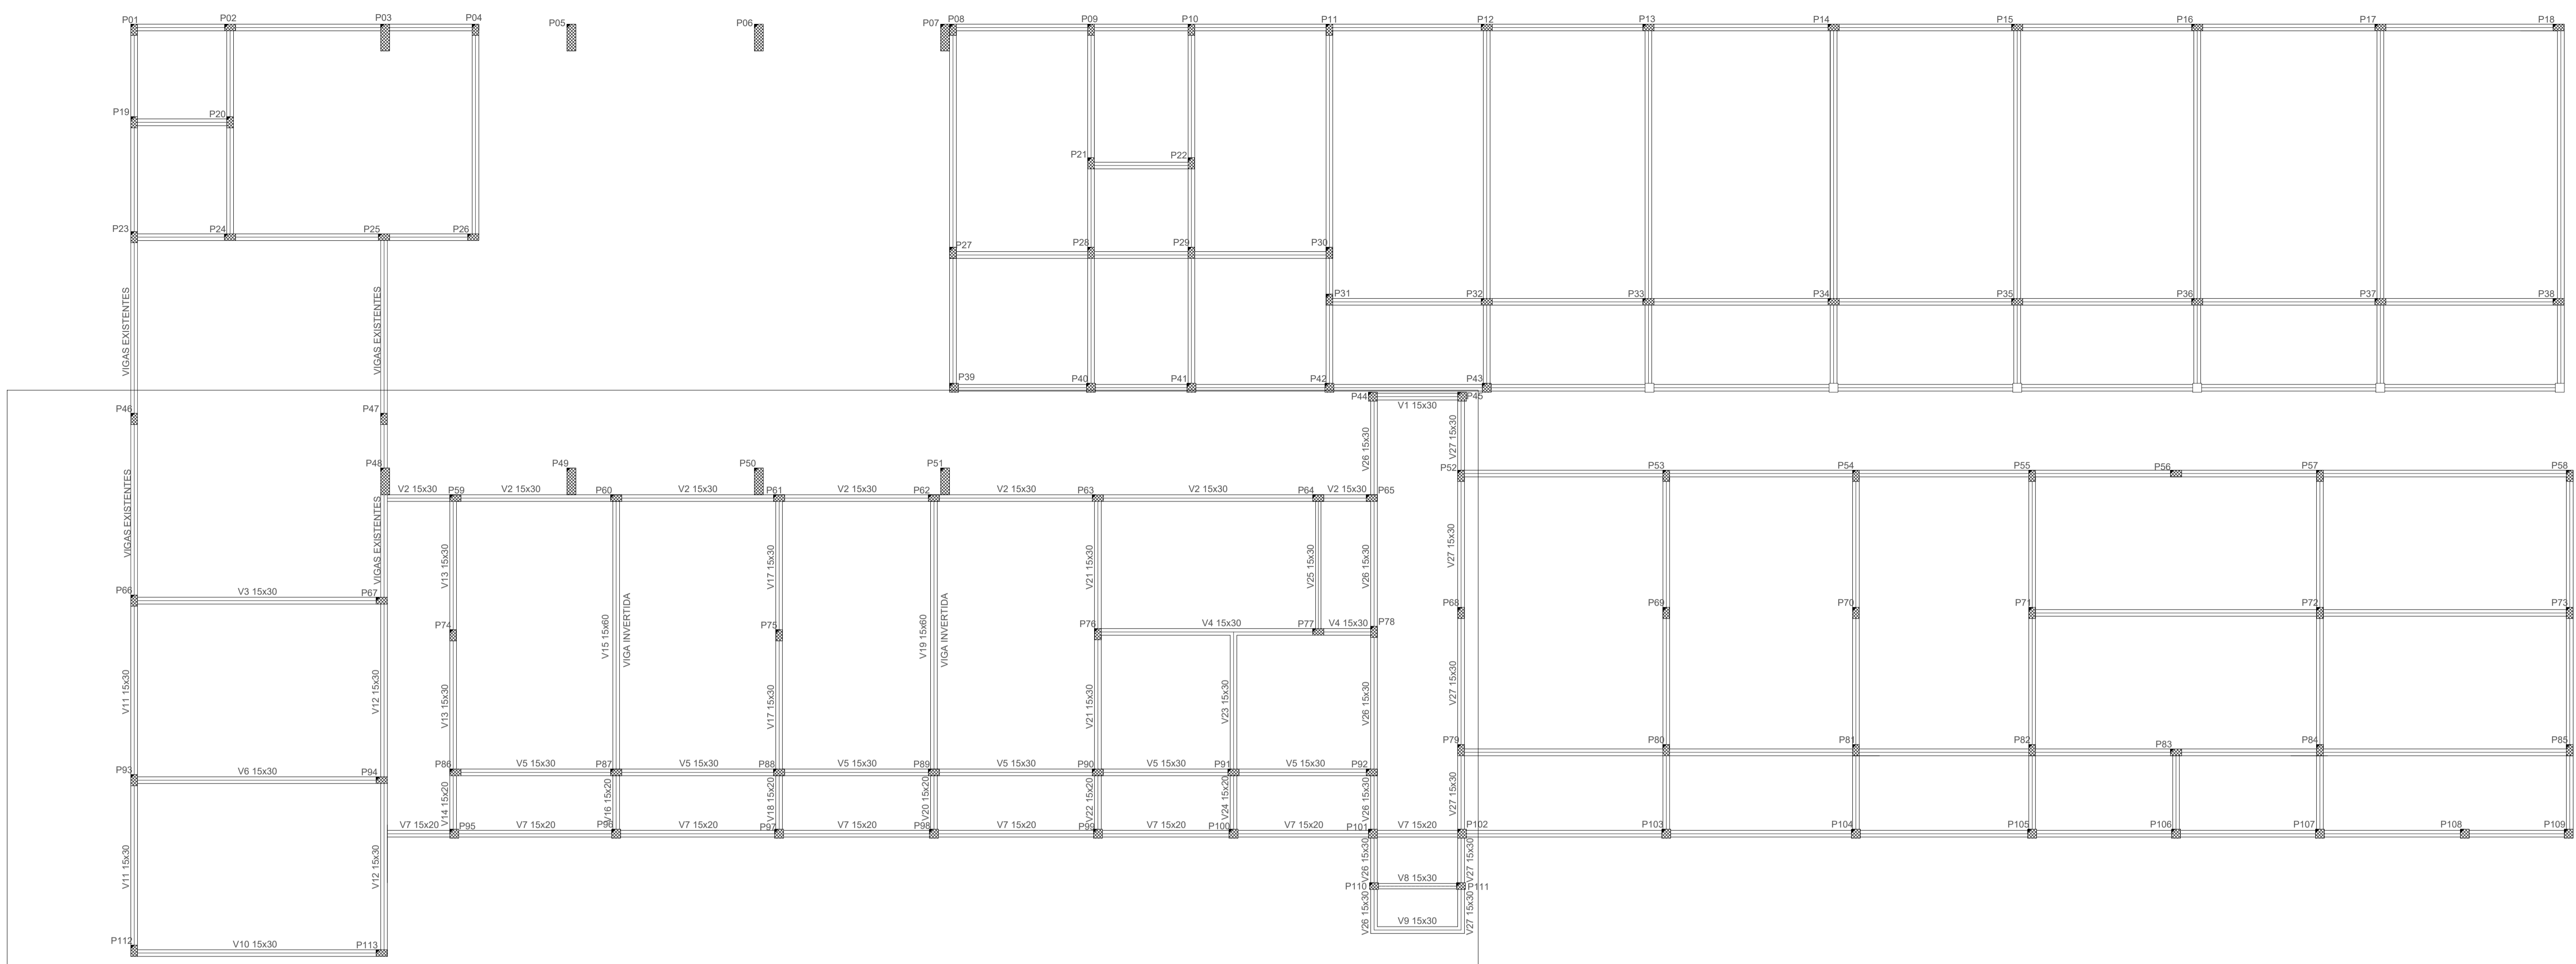 P01
P02
P03
P04
P05
P06
P07
P08
P09
P10
P11
P12
P13
P14
P15
P16
P17
P18
P19
P20
P21
P22
P23
P24
P25
P26
P27
P28
P29
P30
P31
P32
P33
P34
P35
P36
P37
P38
VIGAS EXISTENTES
VIGAS EXISTENTES
P39
P40
P41
P42
P43
P44
P45
V1 15x30
P46
P47
V26 15x30
V27 15x30
P48
P49
P50
P51
P52
P53
P54
P55
P56
P57
P58
V2 15x30
P59
V2 15x30
P60
V2 15x30
P61
V2 15x30
P62
V2 15x30
P63
V2 15x30
P64
V2 15x30
P65
VIGAS EXISTENTES
VIGAS EXISTENTES
V13 15x30
V17 15x30
V21 15x30
V25 15x30
V26 15x30
V27 15x30
P66
V3 15x30
P67
P68
P69
P70
P71
P72
P73
P74
V15 15x60
VIGA INVERTIDA
P75
V19 15x60
VIGA INVERTIDA
P76
V4 15x30
P77
V4 15x30
P78
V11 15x30
V12 15x30
V13 15x30
V17 15x30
V21 15x30
V23 15x30
V26 15x30
V27 15x30
P79
P80
P81
P82
P83
P84
P85
P86
V5 15x30
P87
V5 15x30
P88
V5 15x30
P89
V5 15x30
P90
V5 15x30
P91
V5 15x30
P92
P93
V6 15x30
P94
V14 15x20
V16 15x20
V18 15x20
V20 15x20
V22 15x20
V24 15x20
V26 15x30
V27 15x30
V7 15x20
P95
V7 15x20
P96
V7 15x20
P97
V7 15x20
P98
V7 15x20
P99
V7 15x20
P100
V7 15x20
P101
V7 15x20
P102
P103
P104
P105
P106
P107
P108
P109
V11 15x30
V12 15x30
V26 15x30
V27 15x30
P110
V8 15x30
P111
V26 15x30
V9 15x30
V27 15x30
P112
V10 15x30
P113